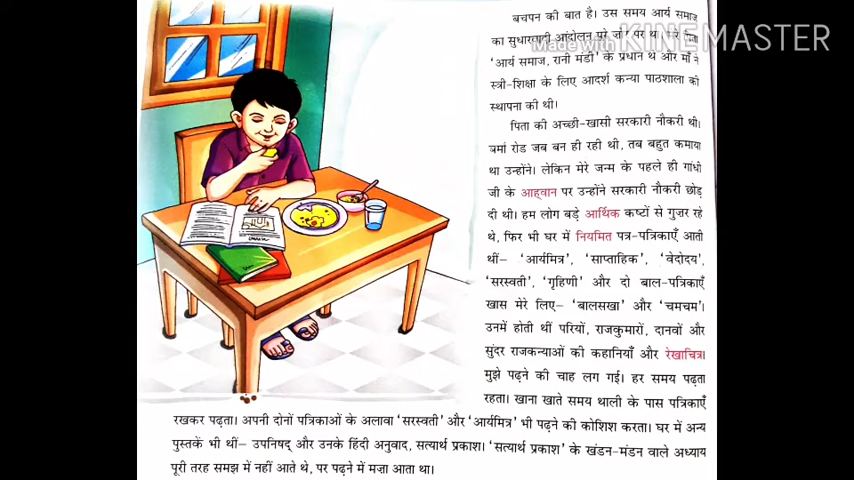 बचपन की बात है। उस समय आर्य समाज
का सुधारवादी आंदोलन पूरे ज़ोर पर था। मेरे पिता
Made with KINEMASTER
'आर्य समाज, रानी मंडी' के प्रधान थे और माँ ने
स्त्री-शिक्षा के लिए आदर्श कन्या पाठशाला की
स्थापना की थी।
पिता की अच्छी-खासी सरकारी नौकरी थी।
बर्मा रोड जब बन ही रही थी, तब बहुत कमाया
था उन्होंने। लेकिन मेरे जन्म के पहले ही गांधी
जी के आह्वान पर उन्होंने सरकारी नौकरी छोड़
दी थी। हम लोग बड़े आर्थिक कष्टों से गुजर रहे
थे, फिर भी घर में नियमित पत्र-पत्रिकाएँ आती
थीं- 'आर्यमित्र', 'साप्ताहिक', 'वेदोदय',
'सरस्वती', 'गृहिणी' और दो बाल-पत्रिकाएँ
खास मेरे लिए- 'बालसखा' और 'चमचम'।
उनमें होती थीं परियों, राजकुमारों, दानवों और
सुंदर राजकन्याओं की कहानियाँ और रेखाचित्र।
मुझे पढ़ने की चाह लग गई। हर समय पढ़ता
रहता। खाना खाते समय थाली के पास पत्रिकाएँ
रखकर पढ़ता। अपनी दोनों पत्रिकाओं के अलावा 'सरस्वती' और 'आर्यमित्र' भी पढ़ने की कोशिश करता। घर में अन्य
पुस्तकें भी थीं- उपनिषद् और उनके हिंदी अनुवाद, सत्यार्थ प्रकाश। 'सत्यार्थ प्रकाश' के खंडन-मंडन वाले अध्याय
पूरी तरह समझ में नहीं आते थे, पर पढ़ने में मज़ा आता था।